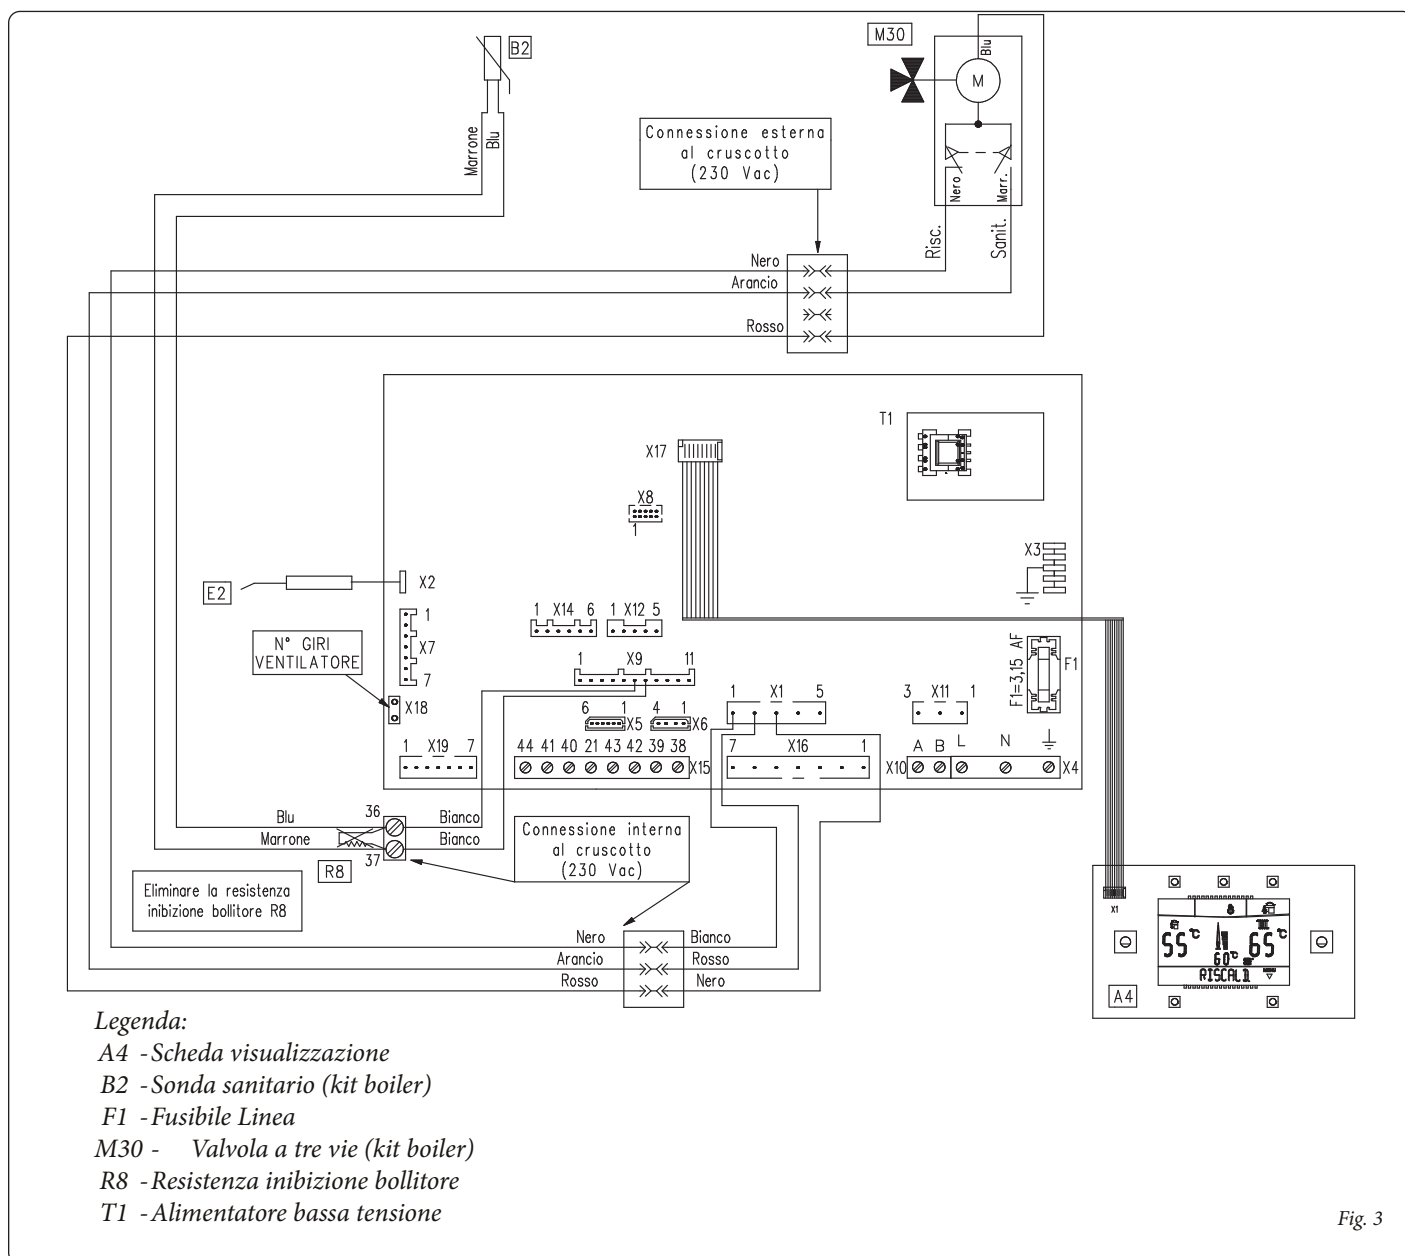 B2
Marrone
Blu
M30
Blu
M
Nero
Marr.
Risc.
Sanit.
Connessione esterna
al cruscotto
(230 Vac)
Nero
Arancio
Rosso
T1
X17
X8
1
X3
E2
X2
1
X7
7
N° GIRI
VENTILATORE
X18
1 X14 6
1 X12 5
1 X9 11
F1=3,15 AF
F1
6 1 X5
4 1 X6
1 X1 5
3 X11 1
1 X19 7
44 41 40 21 43 42 39 38
X15
7 X16 1
A B L N
X10
X4
Blu
36
Bianco
Marrone
37
Bianco
R8
Connessione interna
al cruscotto
(230 Vac)
Eliminare la resistenza
inibizione bollitore R8
Nero
Bianco
Arancio
Rosso
Rosso
Nero
X1
55 °C
60°C
65 °C
RISCALD
MENU
A4
Legenda:
A4 - Scheda visualizzazione
B2 - Sonda sanitario (kit boiler)
F1 - Fusibile Linea
M30 - Valvola a tre vie (kit boiler)
R8 - Resistenza inibizione bollitore
T1 - Alimentatore bassa tensione
Fig. 3